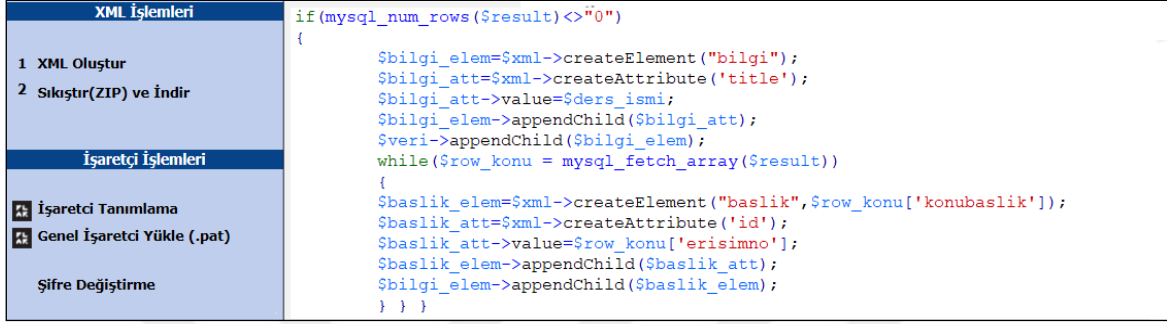 XML İşlemleri
1 XML Oluştur
2 Sıkıştır(ZIP) ve İndir
İşaretçi İşlemleri
İşaretci Tanımlama
Genel İşaretci Yükle (.pat)
Şifre Değiştirme
if(mysql_num_rows($result)<>"0")
{
$bilgi_elem=$xml->createElement("bilgi");
$bilgi_att=$xml->createAttribute('title');
$bilgi_att->value=$ders_ismi;
$bilgi_elem->appendChild($bilgi_att);
$veri->appendChild($bilgi_elem);
while($row_konu = mysql_fetch_array($result))
{
$baslik_elem=$xml->createElement("baslik",$row_konu['konubaslik']);
$baslik_att=$xml->createAttribute('id');
$baslik_att->value=$row_konu['erisimno'];
$baslik_elem->appendChild($baslik_att);
$bilgi_elem->appendChild($baslik_elem);
} } }